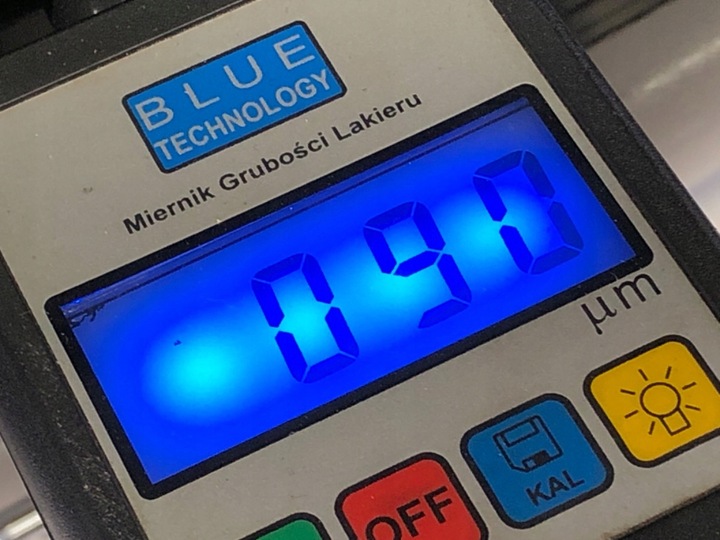 BLUE
TECHNOLOGY
Miernik Grubości Lakieru
090
µm
KAL
OFF